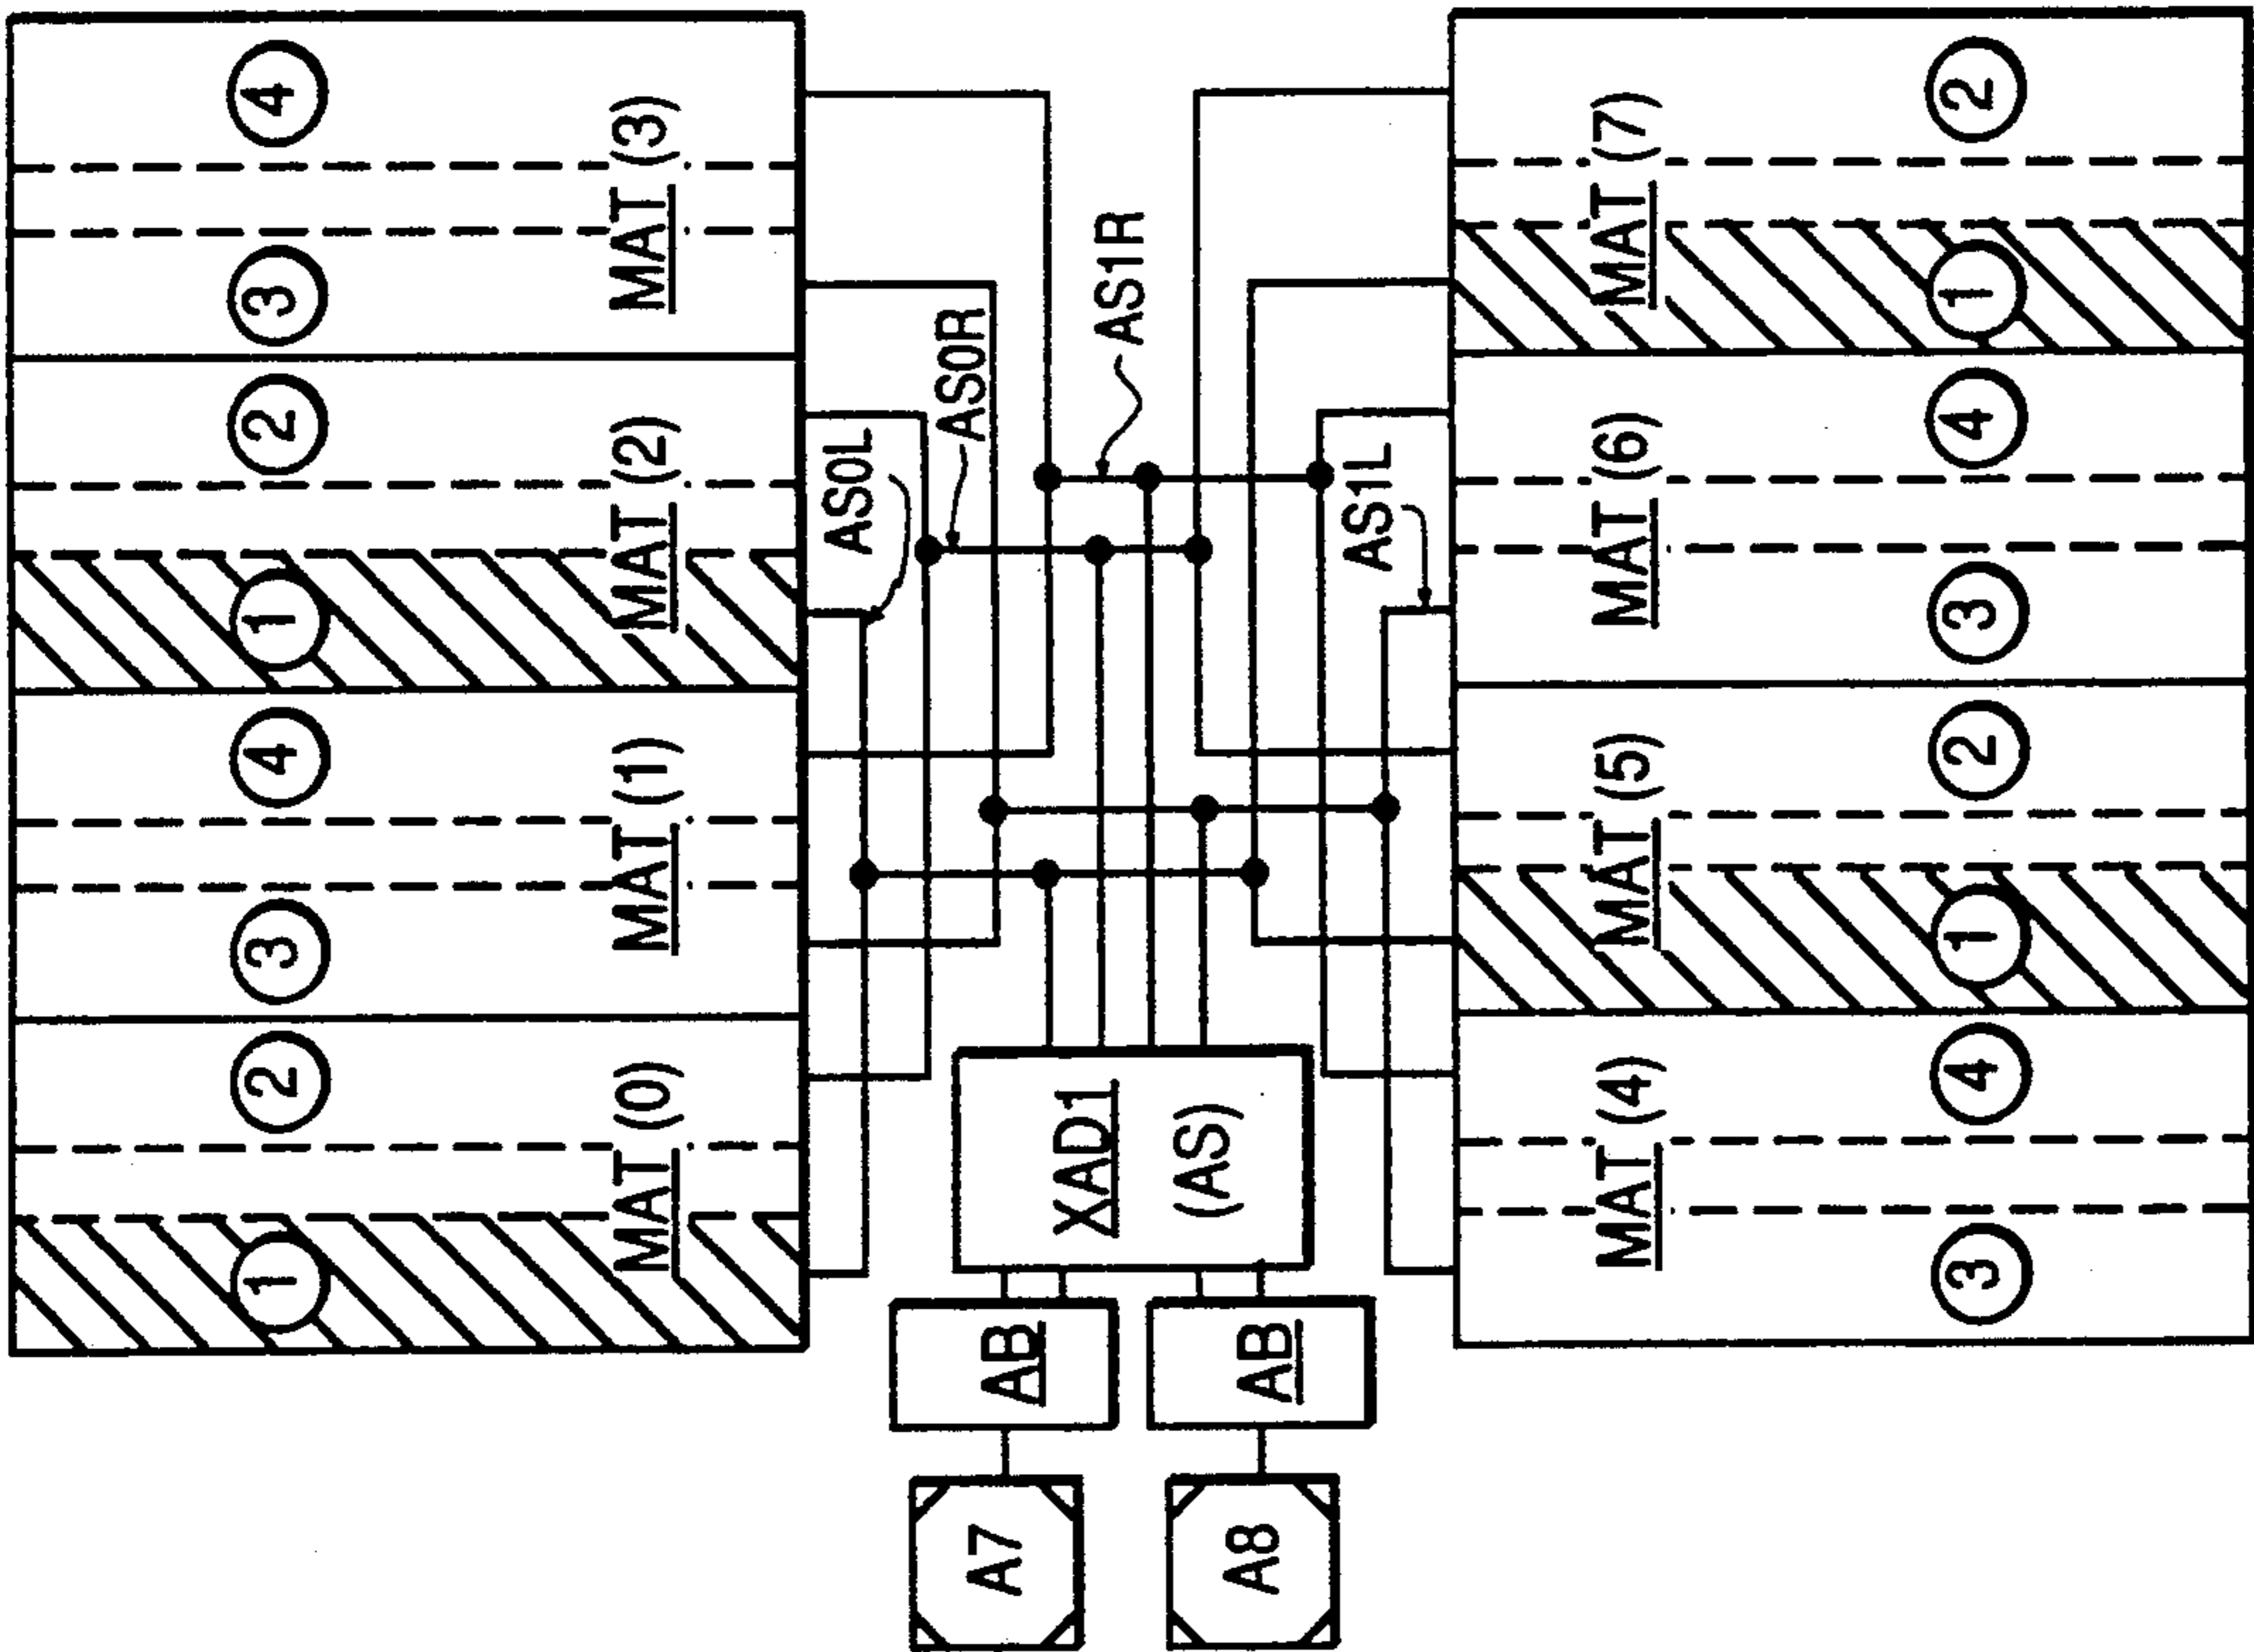 ① ② ③ ④ ① ② ③ ④
MAT (0) MAT (1) MAT (2) MAT (3)
AS0L
AS0R
A7 AB
XAD1
(AS)
AS1R
A8 AB
AS1L
MAT (4) MAT (5) MAT (6) MAT (7)
③ ④ ① ② ③ ④ ① ②